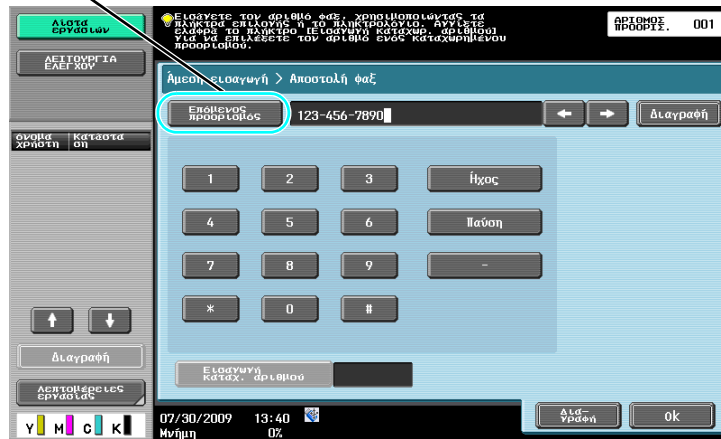 Λίστα
εργασιών
Εισάγετε τον αριθμό φαξ, χρησιμοποιώντας τα
πλήκτρα επιλογής ή το πληκτρολόγιο. Αγγίξτε
ελαφρά το πλήκτρο [Εισαγωγή καταχωρ. αριθμού]
για να επιλέξετε τον αριθμό ενός καταχωρημένου
προορισμού.
ΑΡΙΘΜΟΣ
ΠΡΟΟΡΙΣ. 001
ΛΕΙΤΟΥΡΓΙΑ
ΕΛΕΓΧΟΥ
Άμεση εισαγωγή > Αποστολή φαξ
Επόμενος
προορισμός
123-456-7890
Διαγραφή
όνομα
χρήστη
Κατάστα
ση
1 2 3 Ήχος
4 5 6 Παύση
7 8 9 -
* 0 #
Διαγραφή
Εισαγωγή
καταχ. αριθμού
Λεπτομέρειες
εργασίας
Y M C K
07/30/2009 13:40
Μνήμη 0%
Δια-
γραφή
Ok